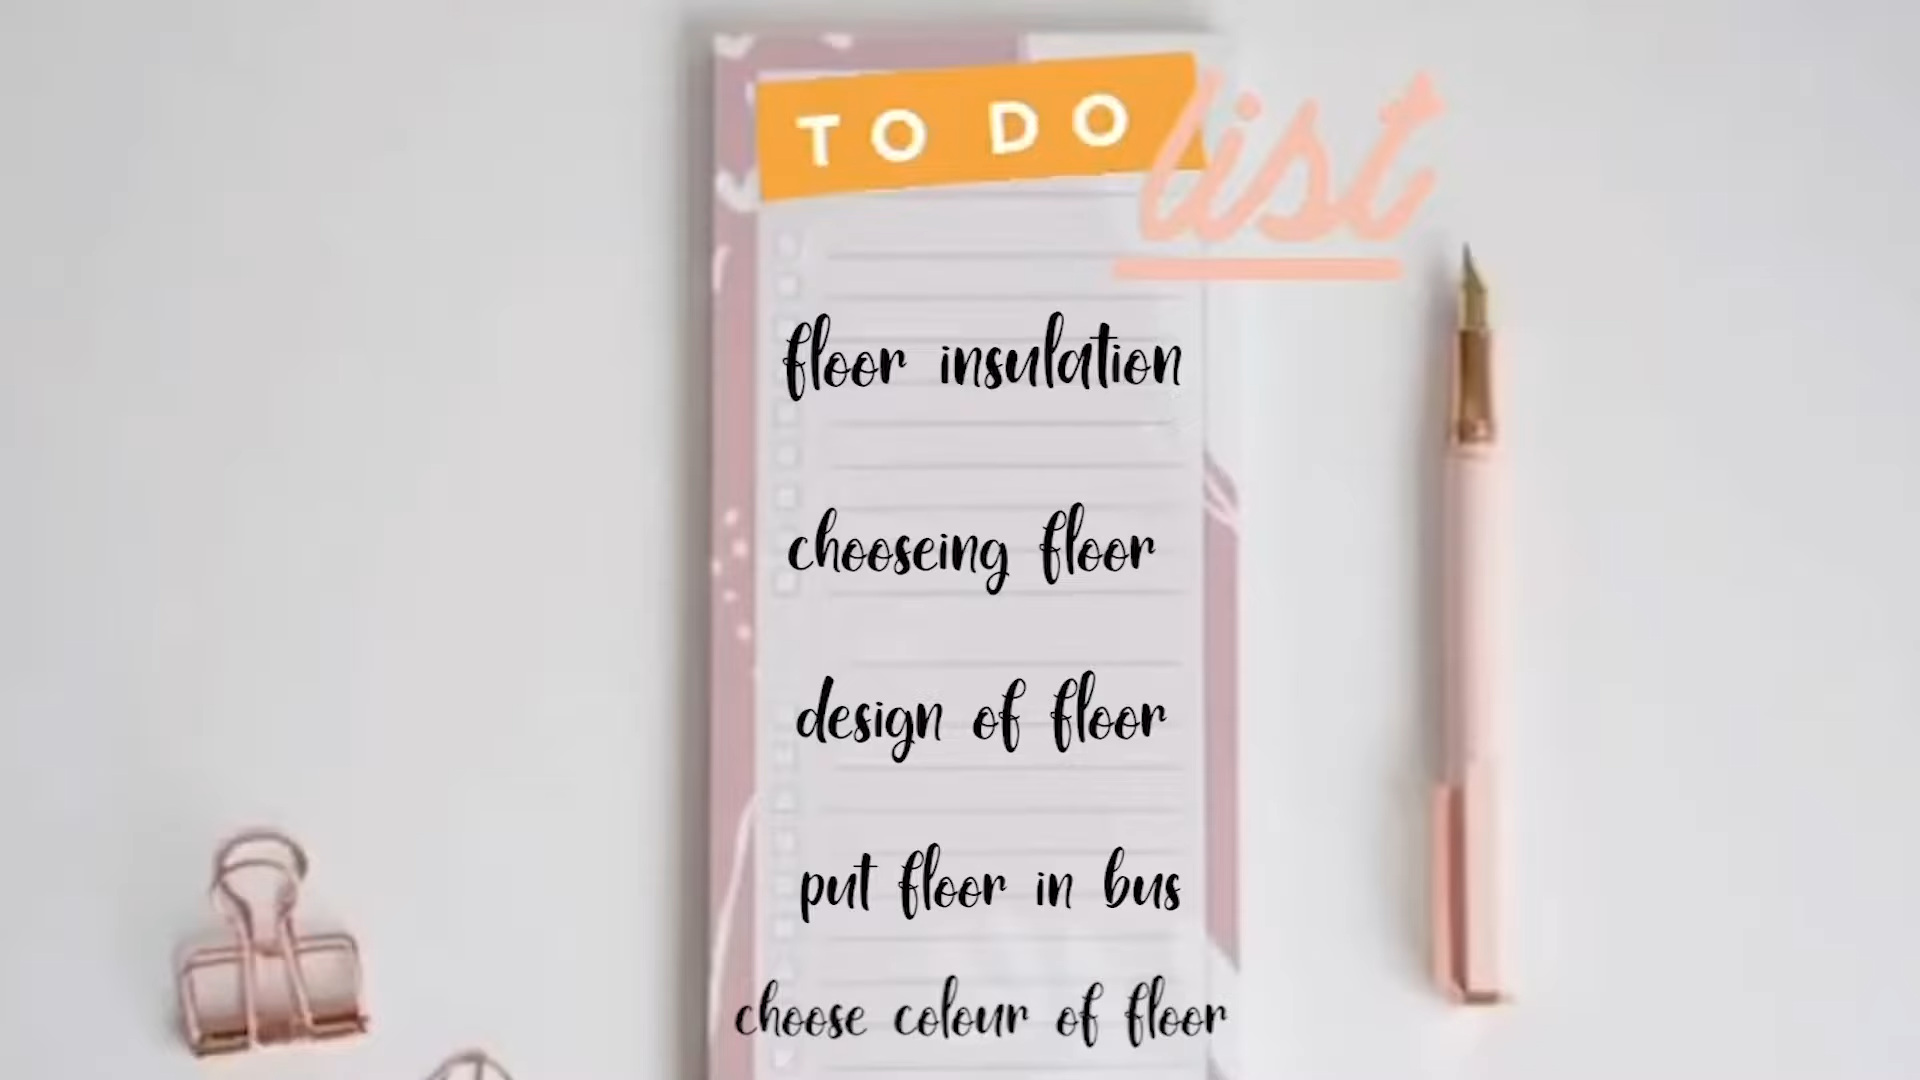 TO DO list
floor insulation
chooseing floor
design of floor
put floor in bus
choose colour of floor